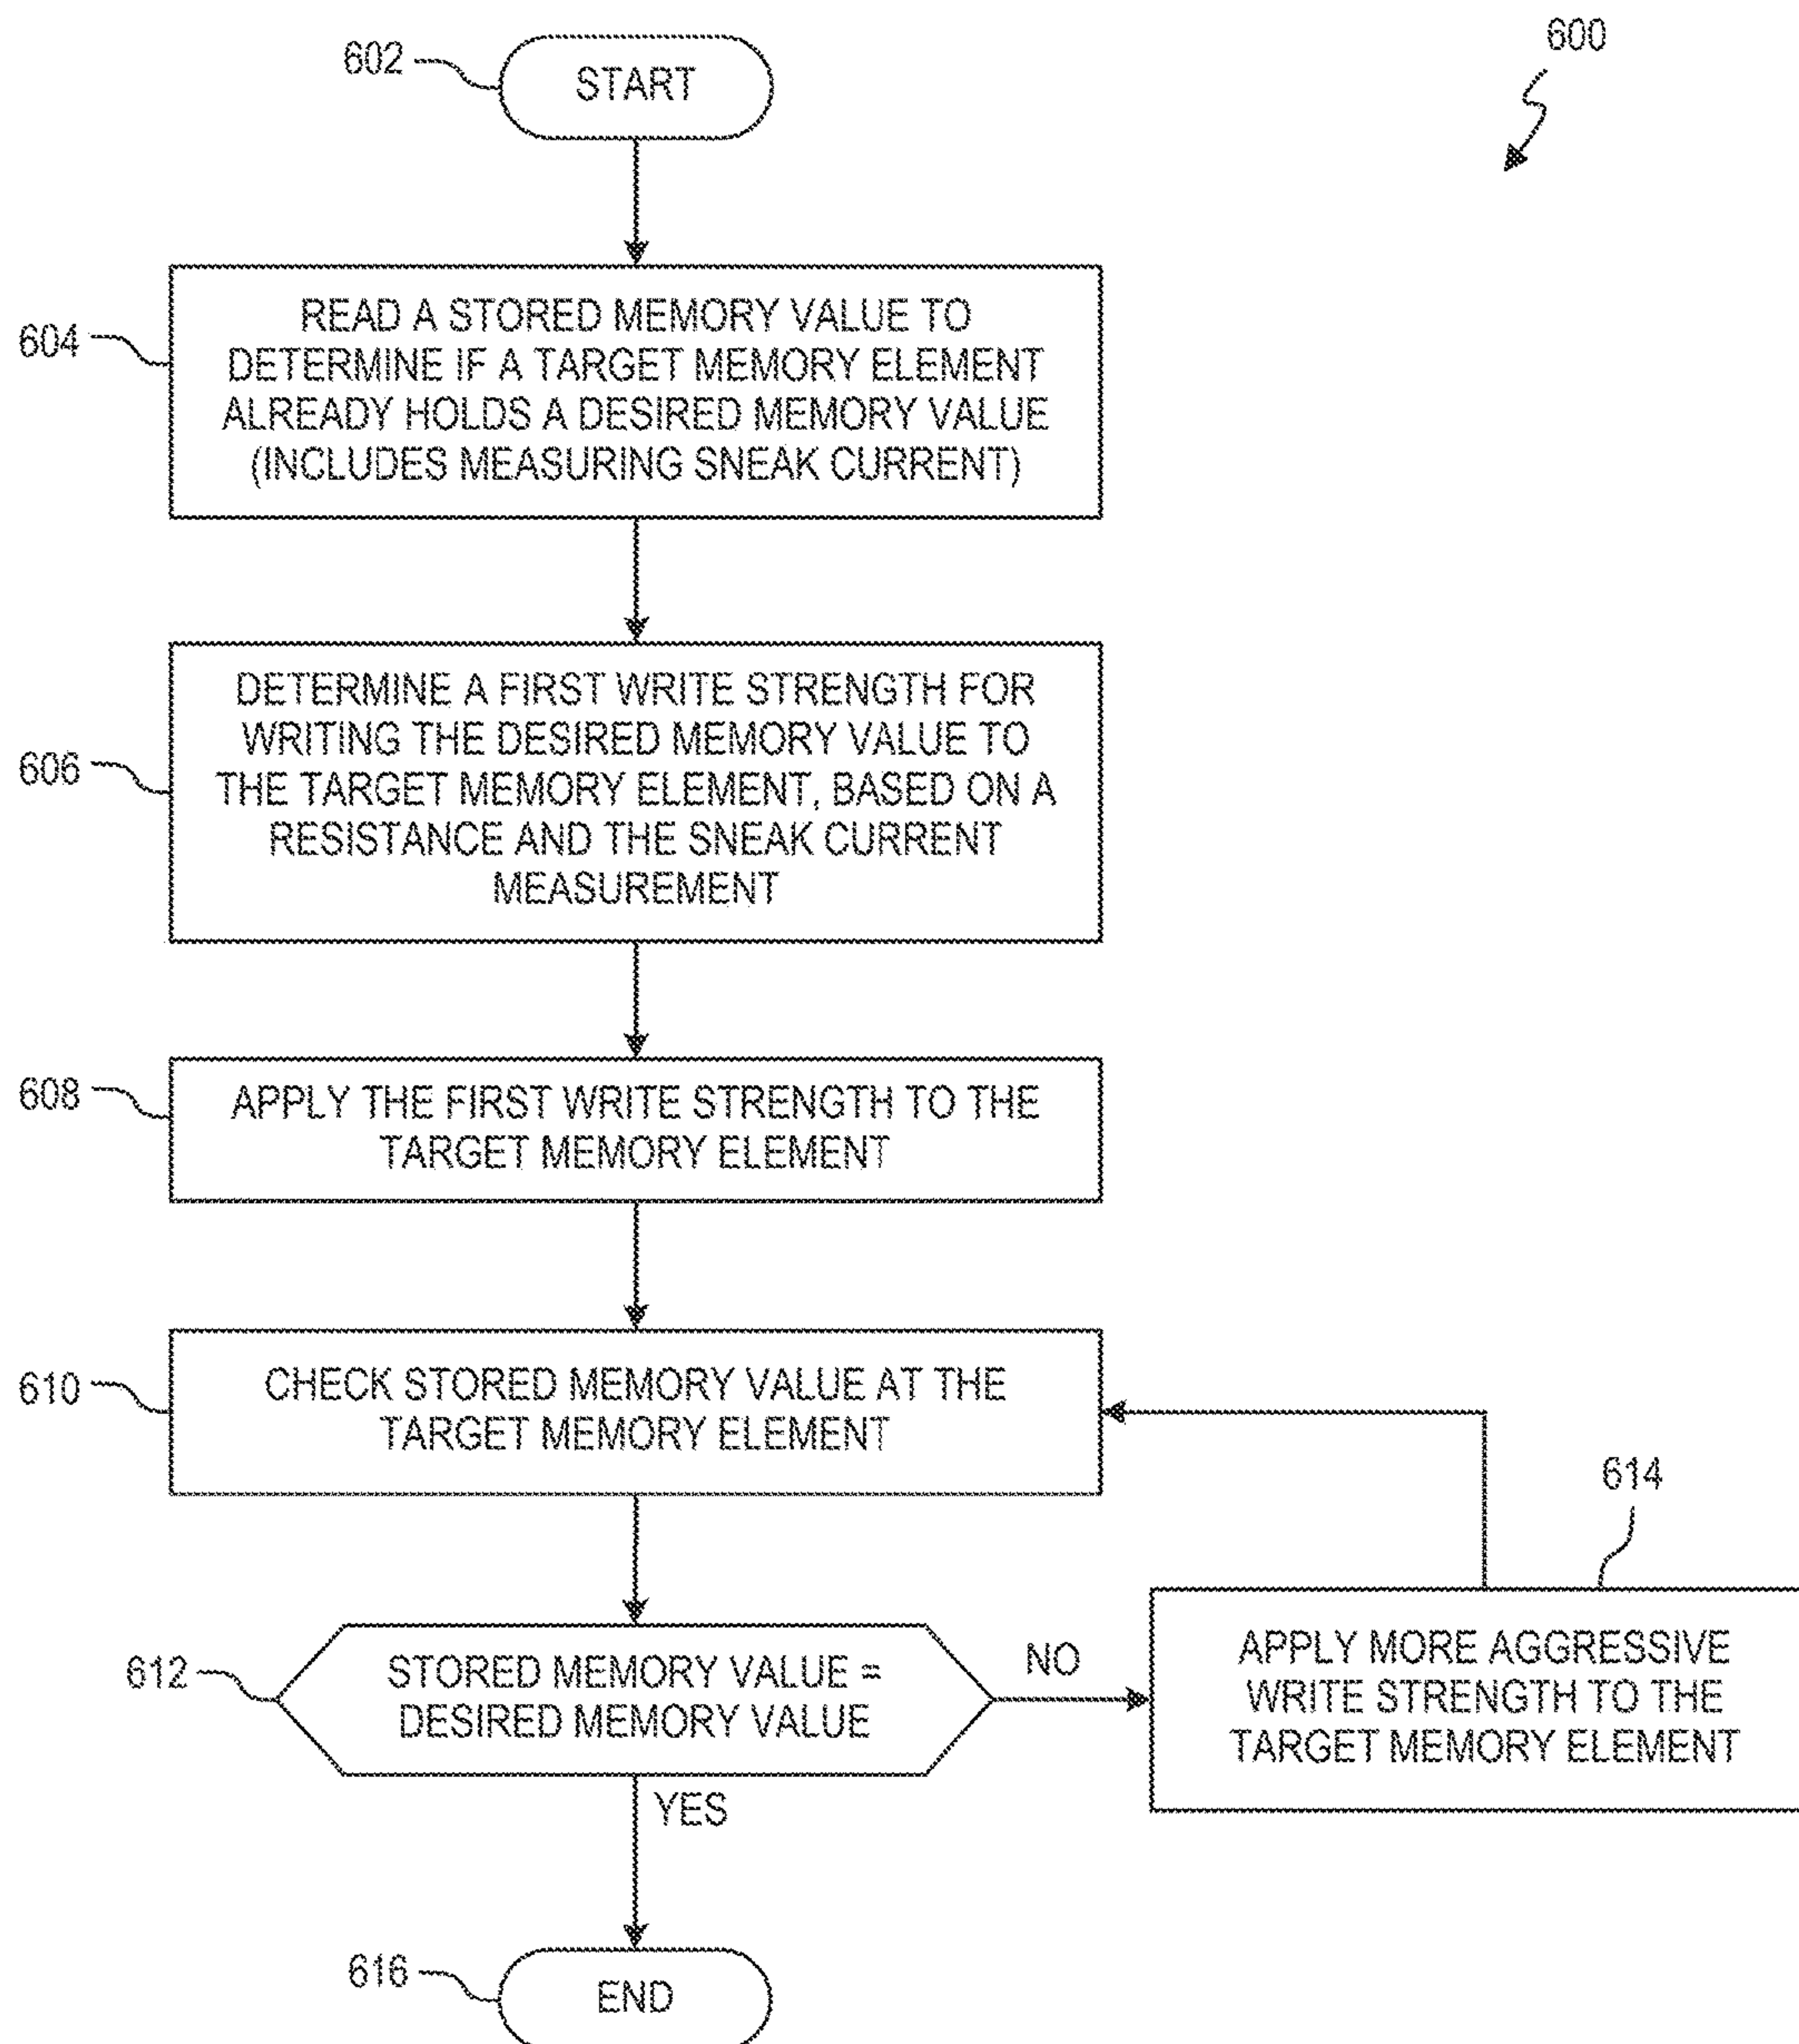 600
602
START
604
READ A STORED MEMORY VALUE TO
DETERMINE IF A TARGET MEMORY ELEMENT
ALREADY HOLDS A DESIRED MEMORY VALUE
(INCLUDES MEASURING SNEAK CURRENT)
606
DETERMINE A FIRST WRITE STRENGTH FOR
WRITING THE DESIRED MEMORY VALUE TO
THE TARGET MEMORY ELEMENT, BASED ON A
RESISTANCE AND THE SNEAK CURRENT
MEASUREMENT
608
APPLY THE FIRST WRITE STRENGTH TO THE
TARGET MEMORY ELEMENT
610
CHECK STORED MEMORY VALUE AT THE
TARGET MEMORY ELEMENT
612
STORED MEMORY VALUE =
DESIRED MEMORY VALUE
NO
614
APPLY MORE AGGRESSIVE
WRITE STRENGTH TO THE
TARGET MEMORY ELEMENT
YES
616
END